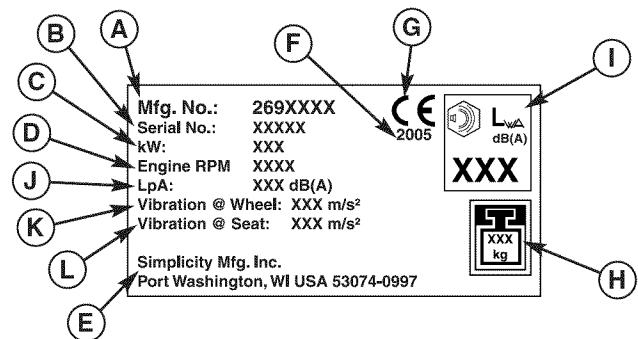 A
B
C
D
J
K
L
E
F
G
I
H
Mfg. No.: 269XXXX
Serial No.: XXXXX
kW: XXX
Engine RPM XXXX
LpA: XXX dB(A)
Vibration @ Wheel: XXX m/s²
Vibration @ Seat: XXX m/s²
Simplicity Mfg. Inc.
Port Washington, WI USA 53074-0997
CE
2005
LWA
dB(A)
XXX
XXX
kg